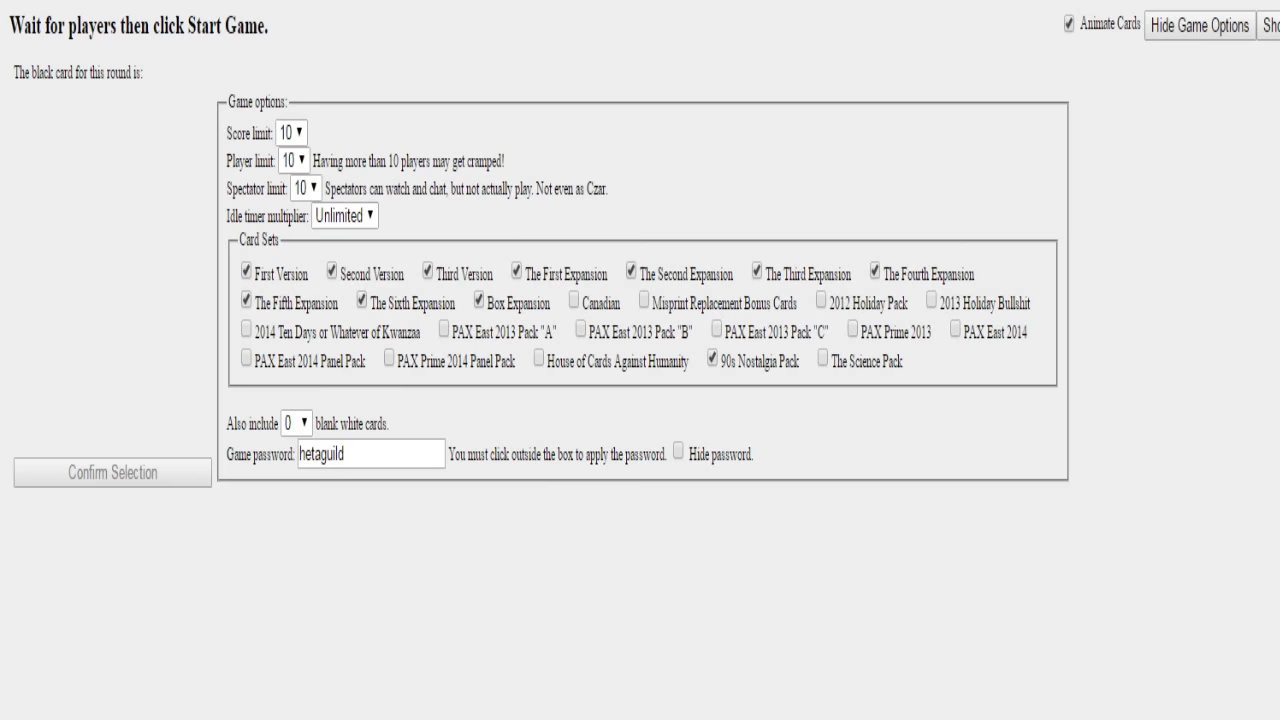 Wait for players then click Start Game.
Animate Cards Hide Game Options
The black card for this round is:
Game options:
Score limit: 10
Player limit: 10 Having more than 10 players may get cramped!
Spectator limit: 10 Spectators can watch and chat, but not actually play. Not even as Czar.
Idle timer multiplier: Unlimited
Card Sets
First Version Second Version Third Version The First Expansion The Second Expansion The Third Expansion The Fourth Expansion
The Fifth Expansion The Sixth Expansion Box Expansion Canadian Misprint Replacement Bonus Cards 2012 Holiday Pack 2013 Holiday Bullshit
2014 Ten Days or Whatever of Kwanzaa PAX East 2013 Pack "A" PAX East 2013 Pack "B" PAX East 2013 Pack "C" PAX Prime 2013 PAX East 2014
PAX East 2014 Panel Pack PAX Prime 2014 Panel Pack House of Cards Against Humanity 90s Nostalgia Pack The Science Pack
Also include 0 blank white cards.
Game password: hetaguild You must click outside the box to apply the password. Hide password.
Confirm Selection